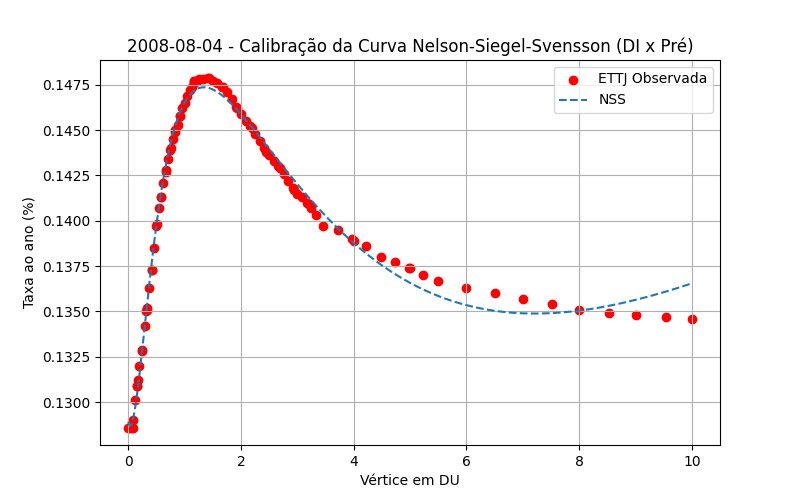 2008-08-04 - Calibração da Curva Nelson-Siegel-Svensson (DI x Pré)
ETTJ Observada
NSS
Taxa ao ano (%)
0.1475
0.1450
0.1425
0.1400
0.1375
0.1350
0.1325
0.1300
0 2 4 6 8 10
Vértice em DU